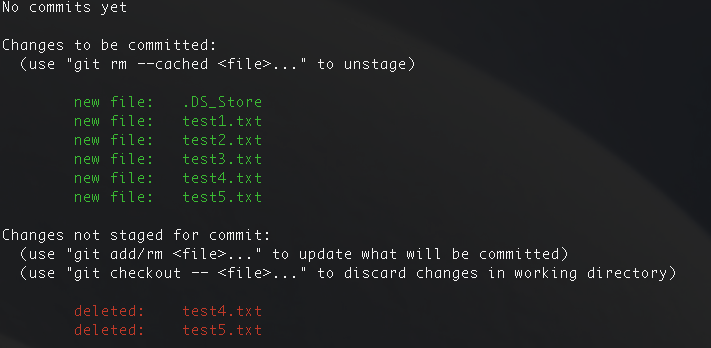 No commits yet
Changes to be committed:
(use "git rm --cached <file>..." to unstage)
new file: .DS_Store
new file: test1.txt
new file: test2.txt
new file: test3.txt
new file: test4.txt
new file: test5.txt
Changes not staged for commit:
(use "git add/rm <file>..." to update what will be committed)
(use "git checkout -- <file>..." to discard changes in working directory)
deleted: test4.txt
deleted: test5.txt